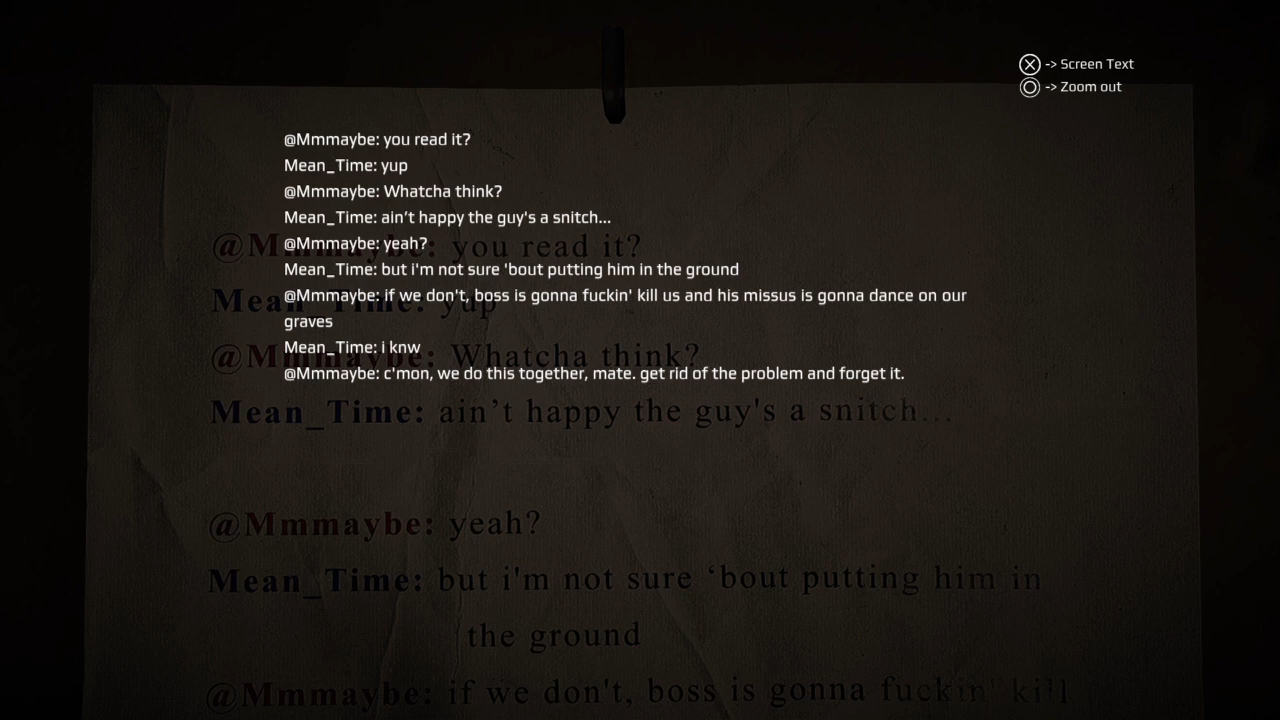 -> Screen Text
-> Zoom out
@Mmmaybe: you read it?
Mean_Time: yup
@Mmmaybe: Whatcha think?
Mean_Time: ain't happy the guy's a snitch...
@Mmmaybe: yeah?
Mean_Time: but i'm not sure 'bout putting him in the ground
@Mmmaybe: if we don't, boss is gonna fuckin' kill us and his missus is gonna dance on our
graves
Mean_Time: i knw
@Mmmaybe: c'mon, we do this together, mate. get rid of the problem and forget it.
@Mmmaybe: you read it?
Mean_Time: yup
@Mmmaybe: Whatcha think?
Mean_Time: ain’t happy the guy's a snitch...
@Mmmaybe: yeah?
Mean_Time: but i'm not sure ‘bout putting him in
the ground
@Mmmaybe: if we don't, boss is gonna fuckin' kill